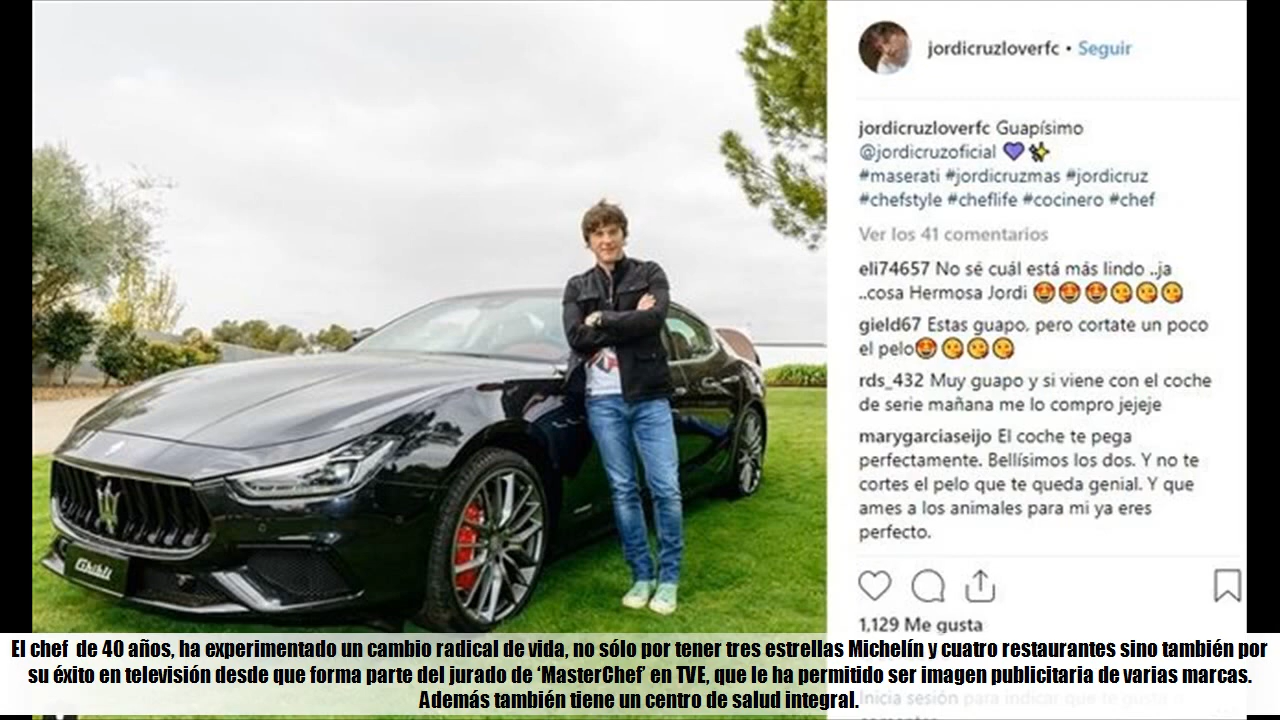 jordicruzloverfc • Seguir
jordicruzloverfc Guapísimo
@jordicruzoficial 💜✨
#maserati #jordicruzmas #jordicruz
#chefstyle #cheflife #cocinero #chef
Ver los 41 comentarios
eli74657 No sé cuál está más lindo ..ja
..cosa Hermosa Jordi 🤩🤩🤩😘😘😘
gield67 Estas guapo, pero cortate un poco
el pelo🤩😘😘😘
rds_432 Muy guapo y si viene con el coche
de serie mañana me lo compro jejeje
marygarciaseijo El coche te pega
perfectamente. Bellísimos los dos. Y no te
cortes el pelo que te queda genial. Y que
ames a los animales para mi ya eres
perfecto.
Ghibli
1,129 Me gusta
El chef de 40 años, ha experimentado un cambio radical de vida, no sólo por tener tres estrellas Michelín y cuatro restaurantes sino también por
su éxito en televisión desde que forma parte del jurado de ‘MasterChef’ en TVE, que le ha permitido ser imagen publicitaria de varias marcas.
Además también tiene un centro de salud integral.
Inicia sesión para indicar que te gusta o